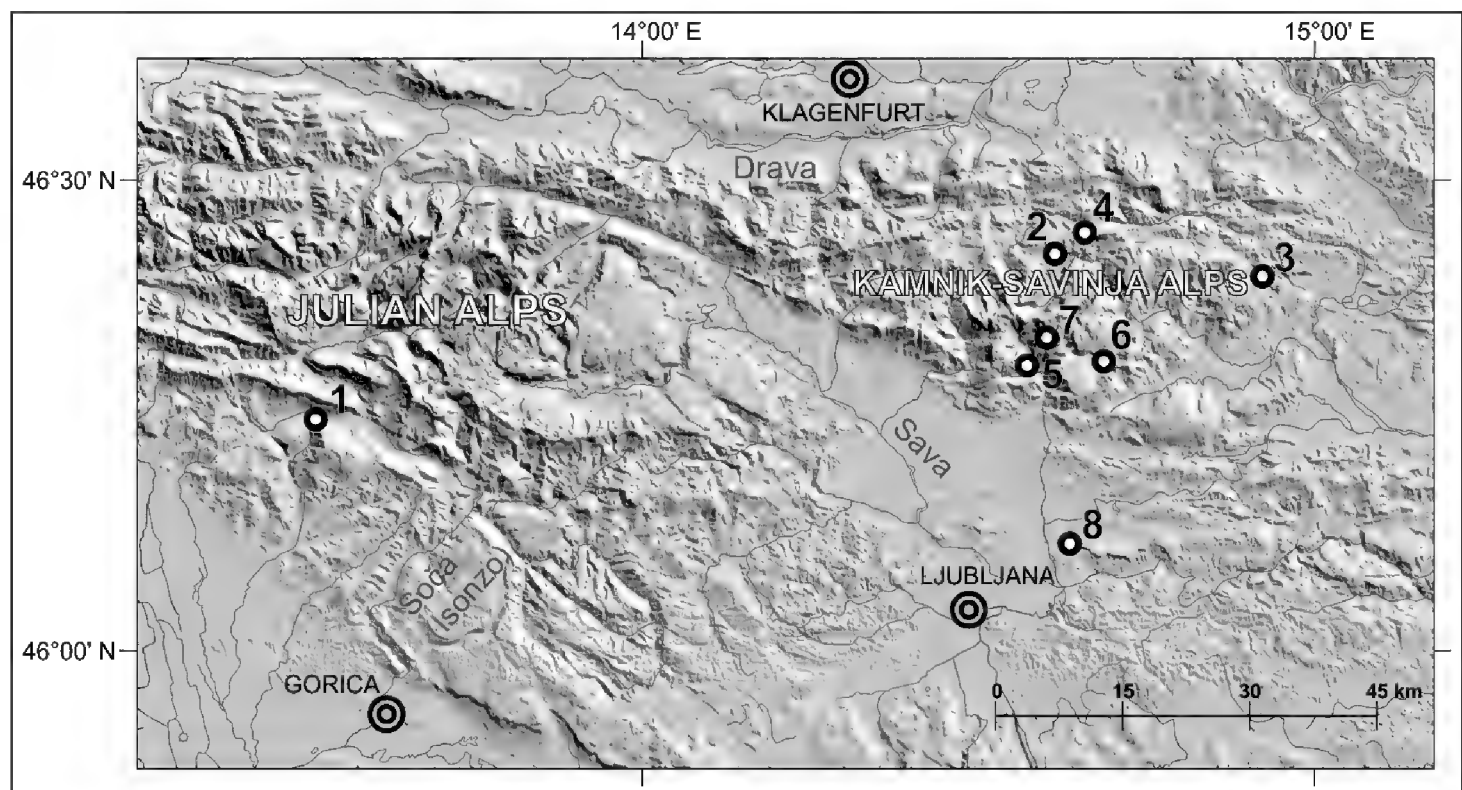 14°00' E
15°00' E
KLAGENFURT
46°30' N
Drava
2
4
3
KAMNIK-SAVINJA ALPS
JULIAN ALPS
7
6
5
1
Sava
8
LJUBLJANA
Soča
Isonzo
46°00' N
GORICA
0 15 30 45 km